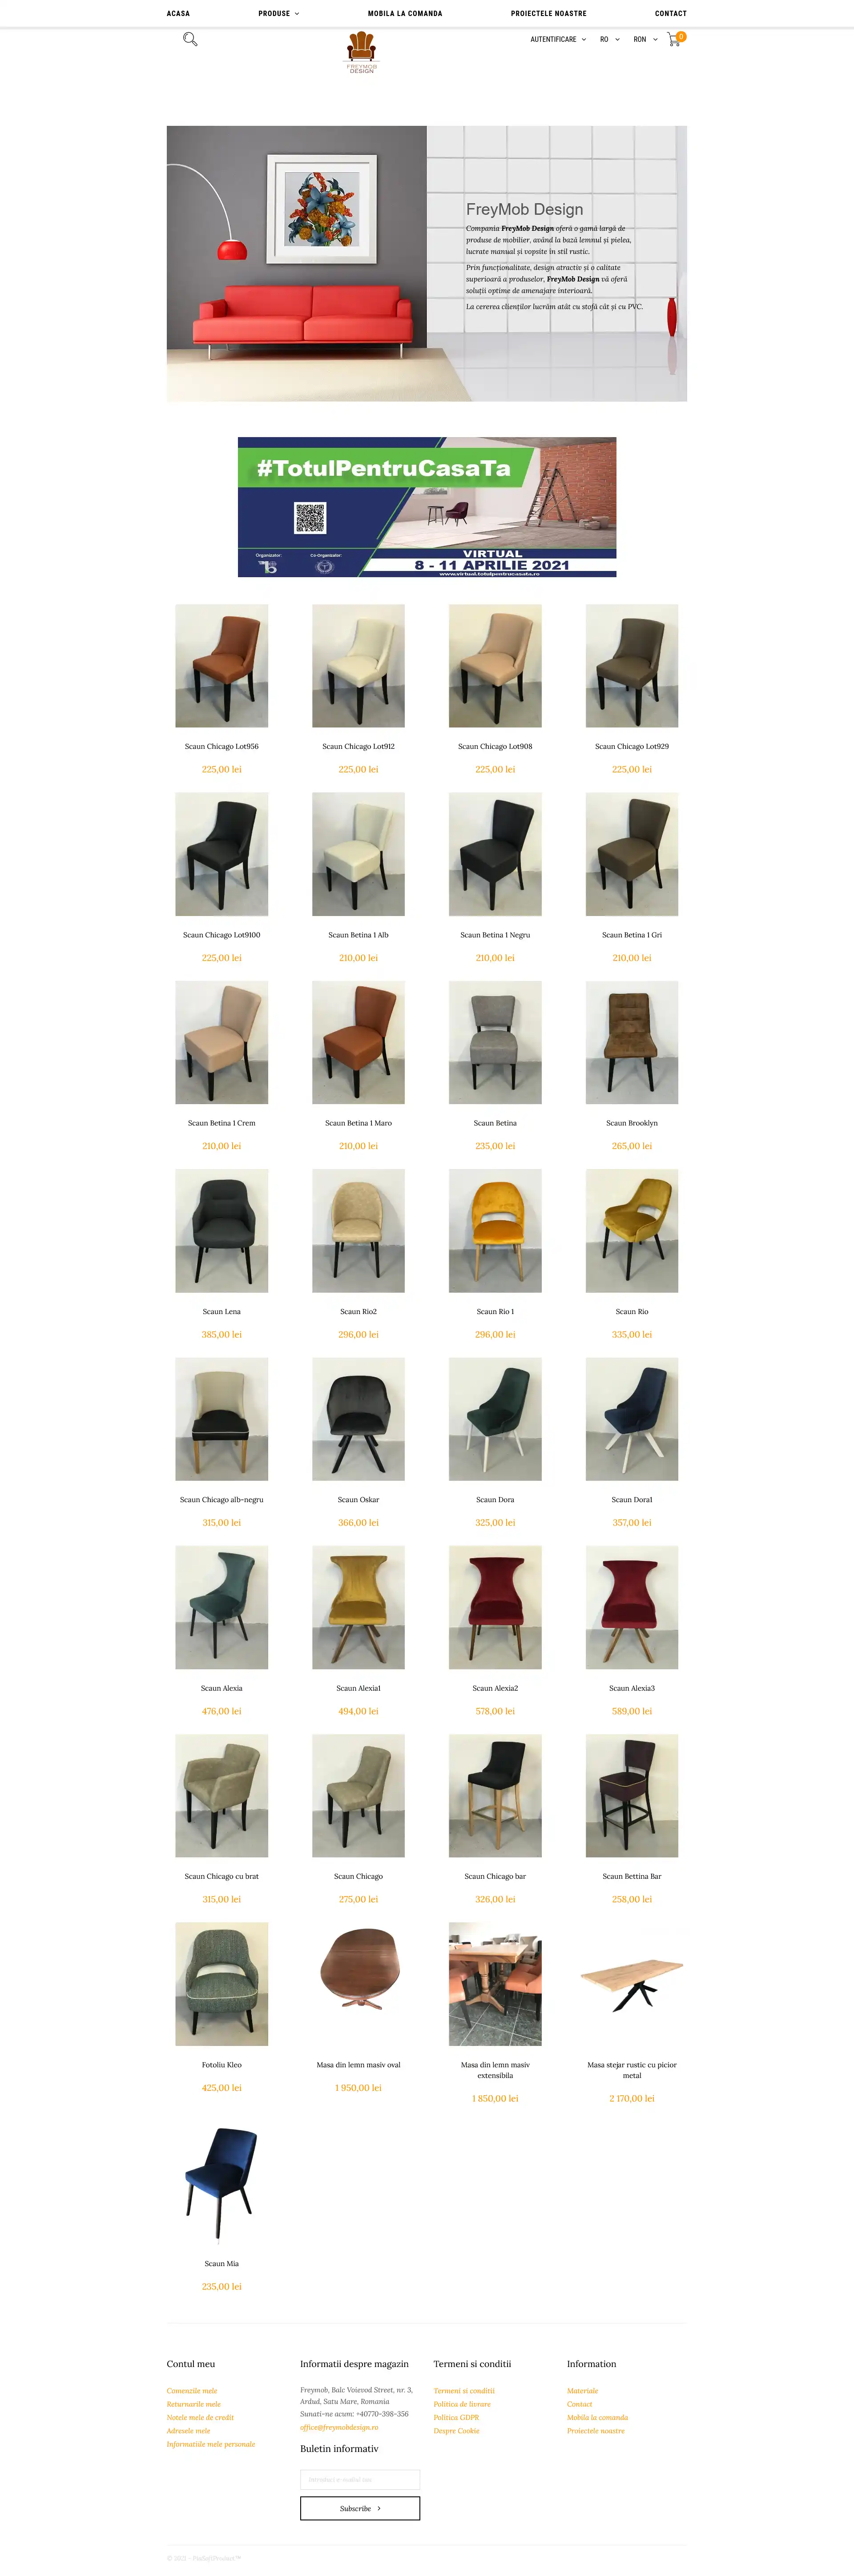 ACASA
PRODUSE
MOBILA LA COMANDA
PROIECTELE NOASTRE
CONTACT
AUTENTIFICARE
RO
RON
0
FREYMOB
DESIGN
FreyMob Design
Compania FreyMob Design oferă o gamă largă de
produse de mobilier, având la bază lemnul și pielea,
lucrate manual și vopsite în stil rustic.
Prin funcționalitate, design atractiv și o calitate
superioară a produselor, FreyMob Design vă oferă
soluții optime de amenajare interioară.
La cererea clienților lucrăm atât cu stofă cât și cu PVC.
#TotulPentruCasaTa
Organizator:
Co-Organizator:
VIRTUAL
8 - 11 APRILIE 2021
www.virtual.totulpentrucasata.ro
Scaun Chicago Lot956
225,00 lei
Scaun Chicago Lot912
225,00 lei
Scaun Chicago Lot908
225,00 lei
Scaun Chicago Lot929
225,00 lei
Scaun Chicago Lot9100
225,00 lei
Scaun Betina 1 Alb
210,00 lei
Scaun Betina 1 Negru
210,00 lei
Scaun Betina 1 Gri
210,00 lei
Scaun Betina 1 Crem
210,00 lei
Scaun Betina 1 Maro
210,00 lei
Scaun Betina
235,00 lei
Scaun Brooklyn
265,00 lei
Scaun Lena
385,00 lei
Scaun Rio2
296,00 lei
Scaun Rio 1
296,00 lei
Scaun Rio
335,00 lei
Scaun Chicago alb-negru
315,00 lei
Scaun Oskar
366,00 lei
Scaun Dora
325,00 lei
Scaun Dora1
357,00 lei
Scaun Alexia
476,00 lei
Scaun Alexia1
494,00 lei
Scaun Alexia2
578,00 lei
Scaun Alexia3
589,00 lei
Scaun Chicago cu brat
315,00 lei
Scaun Chicago
275,00 lei
Scaun Chicago bar
326,00 lei
Scaun Bettina Bar
258,00 lei
Fotoliu Kleo
425,00 lei
Masa din lemn masiv oval
1 950,00 lei
Masa din lemn masiv
extensibila
1 850,00 lei
Masa stejar rustic cu picior
metal
2 170,00 lei
Scaun Mia
235,00 lei
Contul meu
Comenzile mele
Returnarile mele
Notele mele de credit
Adresele mele
Informatiile mele personale
Informatii despre magazin
Freymob, Balc Voievod Street, nr. 3,
Ardud, Satu Mare, Romania
Sunati-ne acum: +40770-398-356
office@freymobdesign.ro
Buletin informativ
Introduceti e-mailul tau
Subscribe
Termeni si conditii
Termeni si conditii
Politica de livrare
Politica GDPR
Despre Cookie
Information
Materiale
Contact
Mobila la comanda
Proiectele noastre